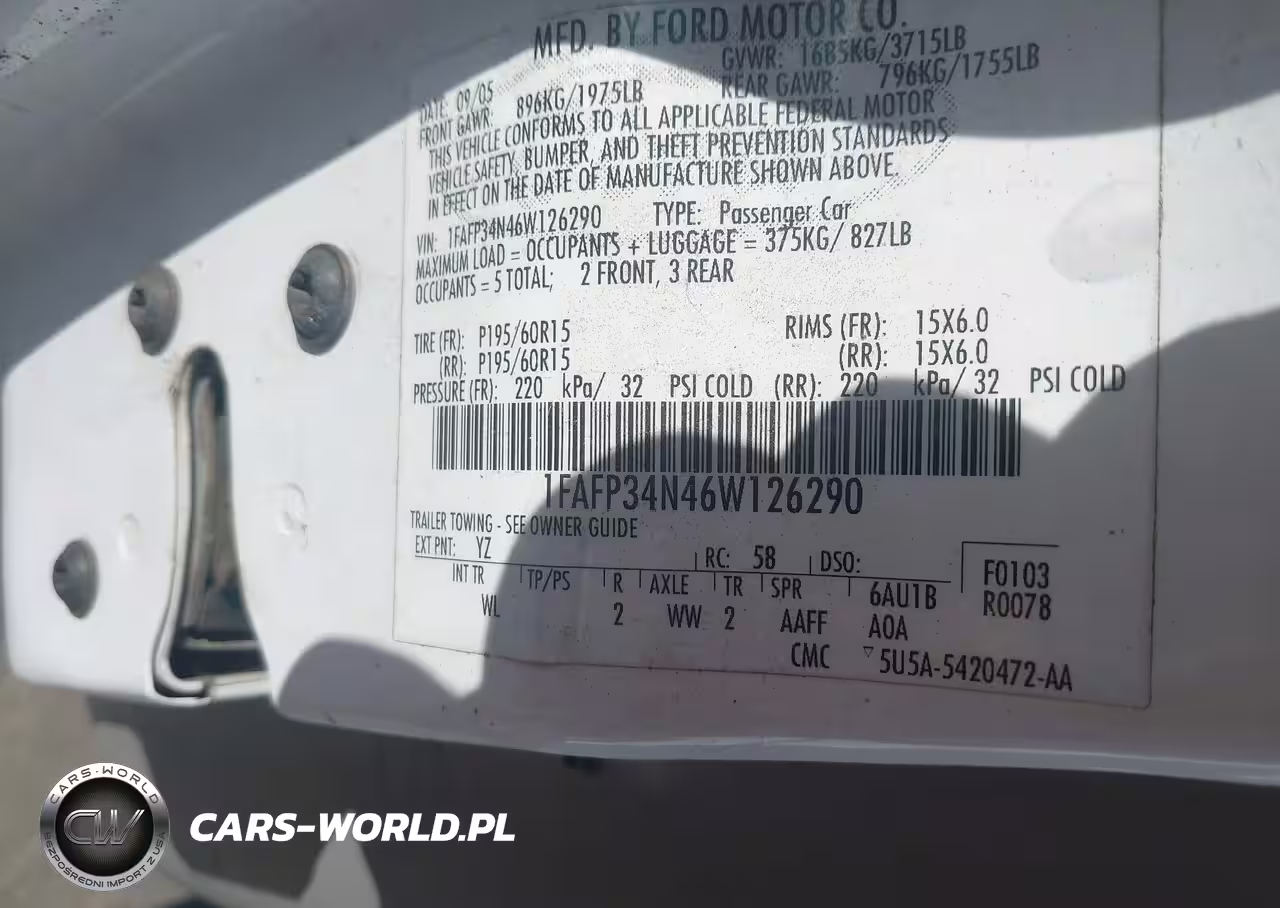 MFD. BY FORD MOTOR CO.
DATE: 09/05 GVWR: 1685KG/3715LB
FRONT GAWR: 896KG/1975LB REAR GAWR: 796KG/1755LB
THIS VEHICLE CONFORMS TO ALL APPLICABLE FEDERAL MOTOR
VEHICLE SAFETY, BUMPER, AND THEFT PREVENTION STANDARDS
IN EFFECT ON THE DATE OF MANUFACTURE SHOWN ABOVE.
VIN: 1FAFP34N46W126290 TYPE: Passenger Car
MAXIMUM LOAD = OCCUPANTS + LUGGAGE = 375KG/ 827LB
OCCUPANTS = 5 TOTAL; 2 FRONT, 3 REAR
TIRE (FR): P195/60R15 RIMS (FR): 15X6.0
(RR): P195/60R15 (RR): 15X6.0
PRESSURE (FR): 220 kPa/ 32 PSI COLD (RR): 220 kPa/ 32 PSI COLD
1FAFP34N46W126290
TRAILER TOWING - SEE OWNER GUIDE
EXT PNT: YZ RC: 58 DSO: F0103
INT TR TP/PS R AXLE TR SPR 6AU1B R0078
WL 2 WW 2 AAFF A0A
CMC ▽5U5A-5420472-AA
CARS-WORLD
CW
BEZPOŚREDNI IMPORT Z USA
CARS-WORLD.PL